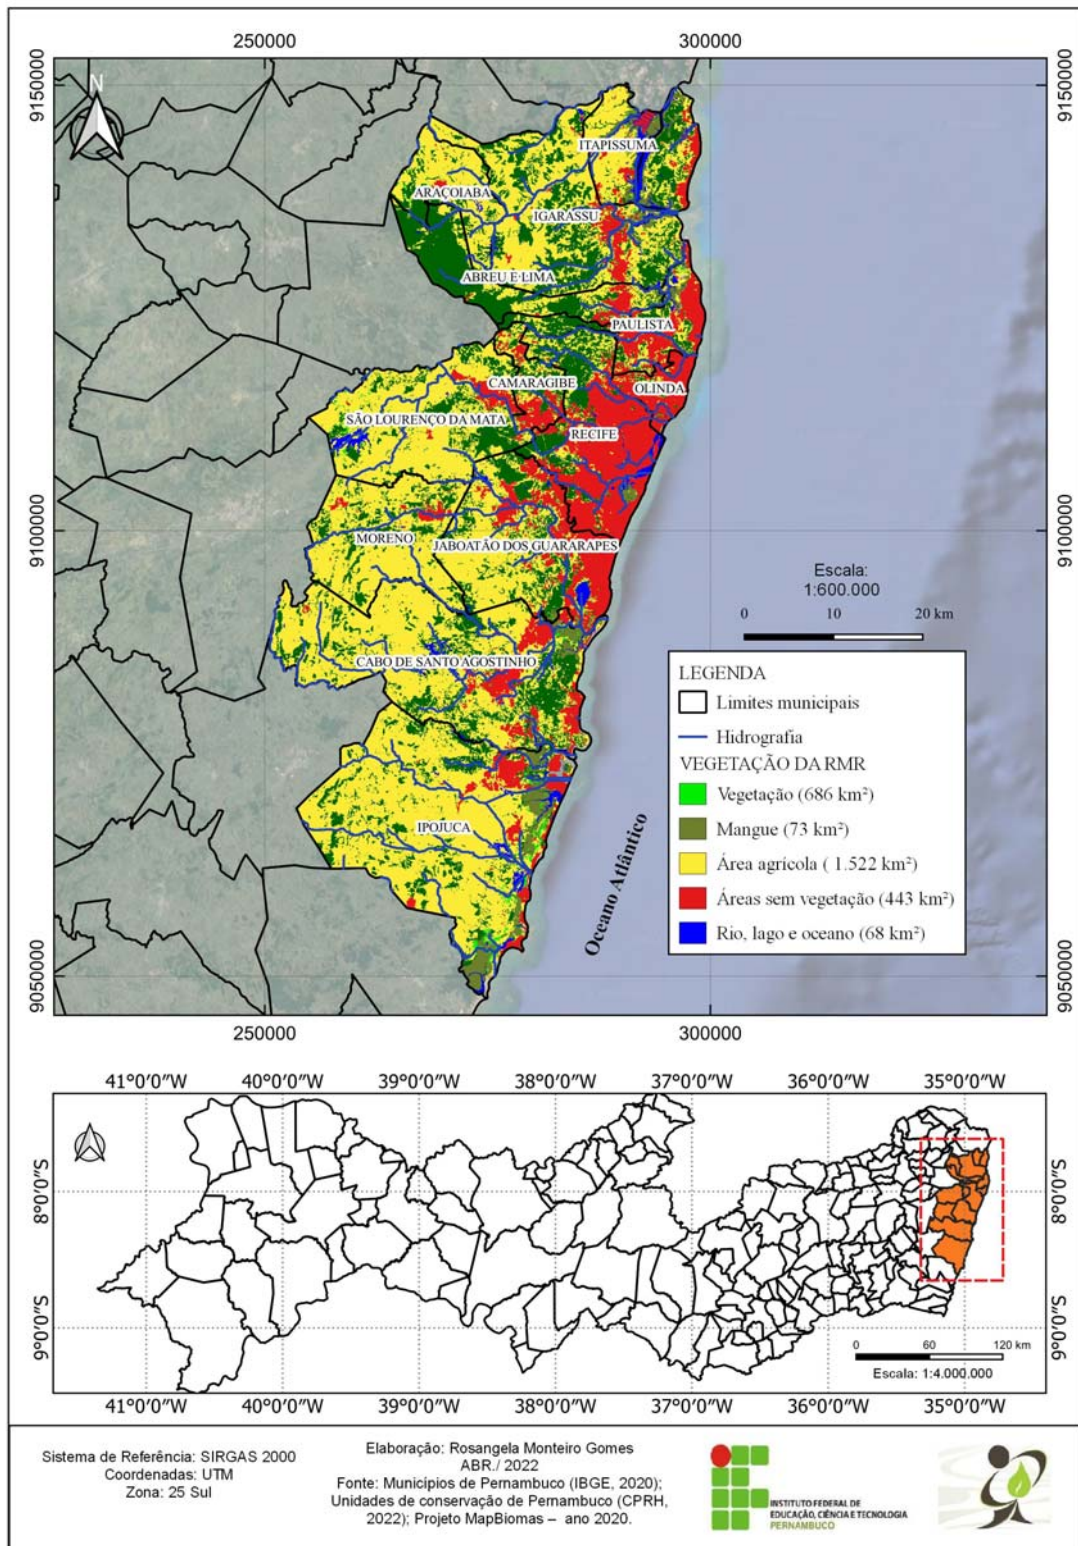 250000
300000
9150000
9150000
N
ITAPISSUMA
ARAÇOIABA
IGARASSU
ABREU E LIMA
PAULISTA
CAMARAGIBE
OLINDA
SÃO LOURENÇO DA MATA
RECIFE
9100000
9100000
MORENO
JABOATÃO DOS GUARARAPES
Escala:
1:600.000
0 10 20 km
CABO DE SANTO AGOSTINHO
LEGENDA
Limites municipais
Hidrografia
VEGETAÇÃO DA RMR
Vegetação (686 km²)
Mangue (73 km²)
Área agrícola ( 1.522 km²)
Áreas sem vegetação (443 km²)
Rio, lago e oceano (68 km²)
IPOJUCA
Oceano Atlântico
9050000
9050000
250000
300000
41°0'0"W 40°0'0"W 39°0'0"W 38°0'0"W 37°0'0"W 36°0'0"W 35°0'0"W
8°0'0"S
8°0'0"S
9°0'0"S
9°0'0"S
0 60 120 km
Escala: 1:4.000.000
41°0'0"W 40°0'0"W 39°0'0"W 38°0'0"W 37°0'0"W 36°0'0"W 35°0'0"W
Sistema de Referência: SIRGAS 2000
Coordenadas: UTM
Zona: 25 Sul
Elaboração: Rosangela Monteiro Gomes
ABR./ 2022
Fonte: Municípios de Pernambuco (IBGE, 2020);
Unidades de conservação de Pernambuco (CPRH,
2022); Projeto MapBiomas – ano 2020.
INSTITUTO FEDERAL DE
EDUCAÇÃO, CIÊNCIA E TECNOLOGIA
PERNAMBUCO